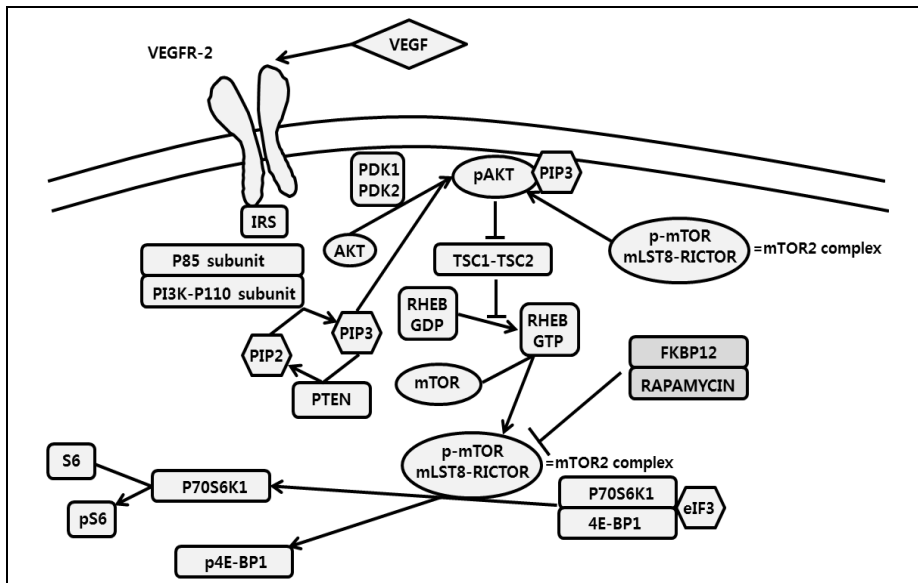 VEGF
VEGFR-2
PDK1
PDK2
pAKT
PIP3
IRS
AKT
p-mTOR
mLST8-RICTOR
=mTOR2 complex
P85 subunit
PI3K-P110 subunit
TSC1-TSC2
RHEB
GDP
RHEB
GTP
PIP3
PIP2
PTEN
mTOR
FKBP12
RAPAMYCIN
p-mTOR
mLST8-RICTOR
=mTOR2 complex
S6
P70S6K1
pS6
P70S6K1
4E-BP1
eIF3
p4E-BP1